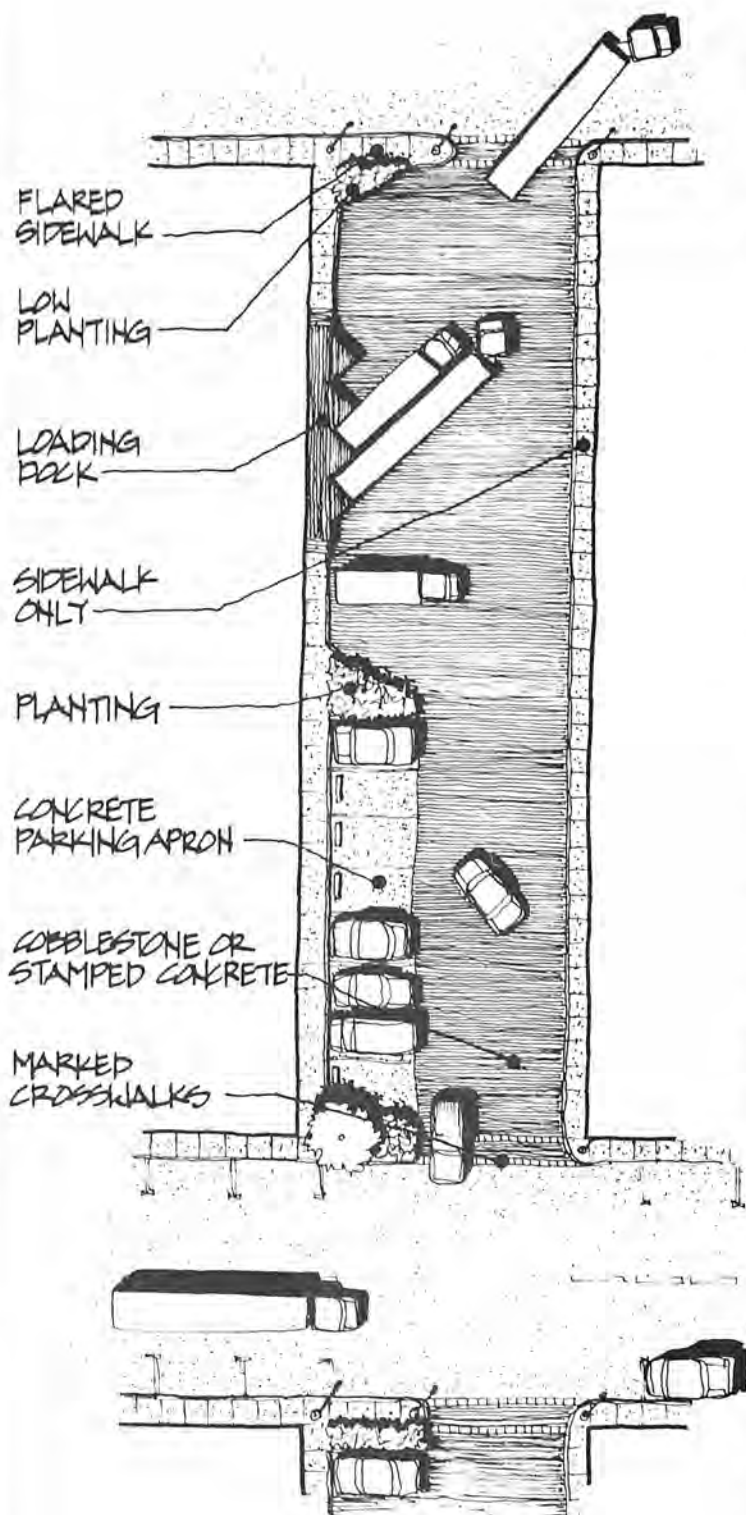 FLARED
SIDEWALK
LOW
PLANTING
LOADING
DOCK
SIDEWALK
ONLY
PLANTING
CONCRETE
PARKING APRON
COBBLESTONE OR
STAMPED CONCRETE
MARKED
CROSSWALKS